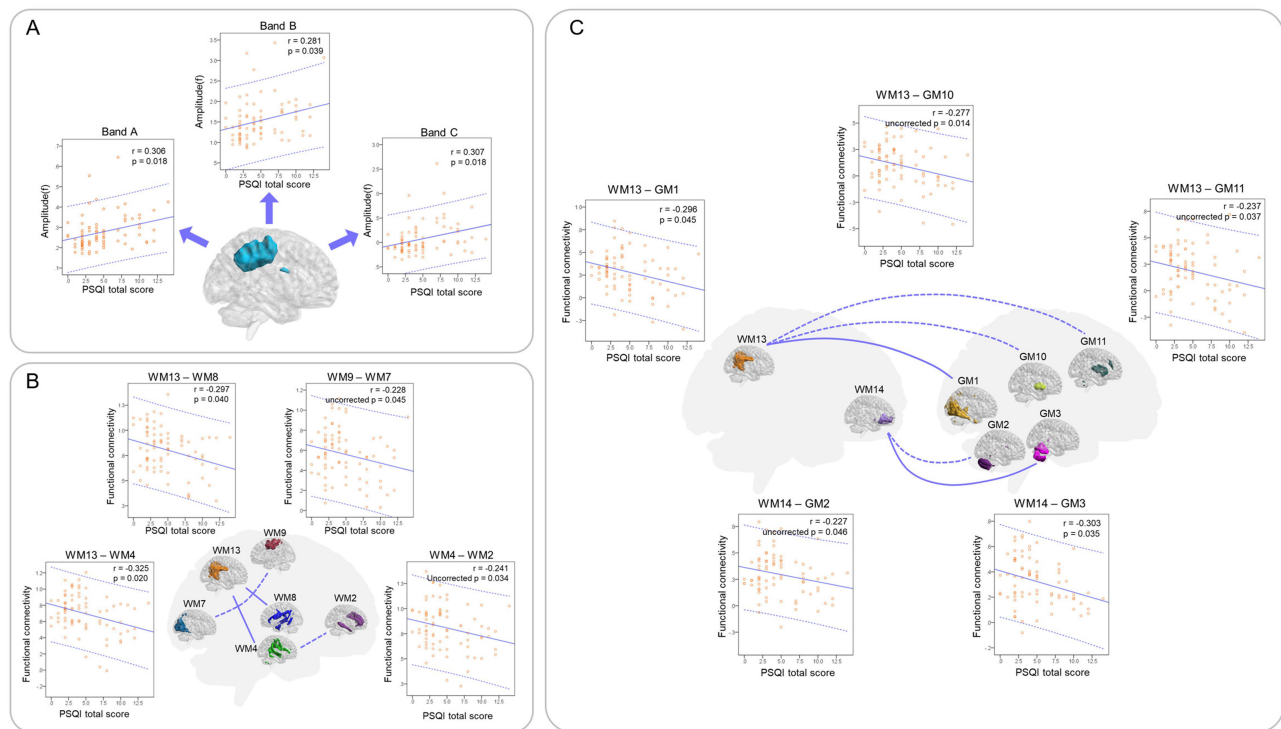 A
Band B
r = 0.281
p = 0.039
Amplitude(f)
PSQI total score
Band A
r = 0.306
p = 0.018
Amplitude(f)
PSQI total score
Band C
r = 0.307
p = 0.018
Amplitude(f)
PSQI total score
B
WM13 – WM8
r = -0.297
p = 0.040
Functional connectivity
PSQI total score
WM9 – WM7
r = -0.228
uncorrected p = 0.045
Functional connectivity
PSQI total score
WM13 – WM4
r = -0.325
p = 0.020
Functional connectivity
PSQI total score
WM4 – WM2
r = -0.241
Uncorrected p = 0.034
Functional connectivity
PSQI total score
WM9
WM13
WM7
WM8
WM2
WM4
C
WM13 – GM10
r = -0.277
uncorrected p = 0.014
Functional connectivity
PSQI total score
WM13 – GM1
r = -0.296
p = 0.045
Functional connectivity
PSQI total score
WM13 – GM11
r = -0.237
uncorrected p = 0.037
Functional connectivity
PSQI total score
WM13
WM14
GM1
GM10
GM11
GM2
GM3
WM14 – GM2
r = -0.227
uncorrected p = 0.046
Functional connectivity
PSQI total score
WM14 – GM3
r = -0.303
p = 0.035
Functional connectivity
PSQI total score